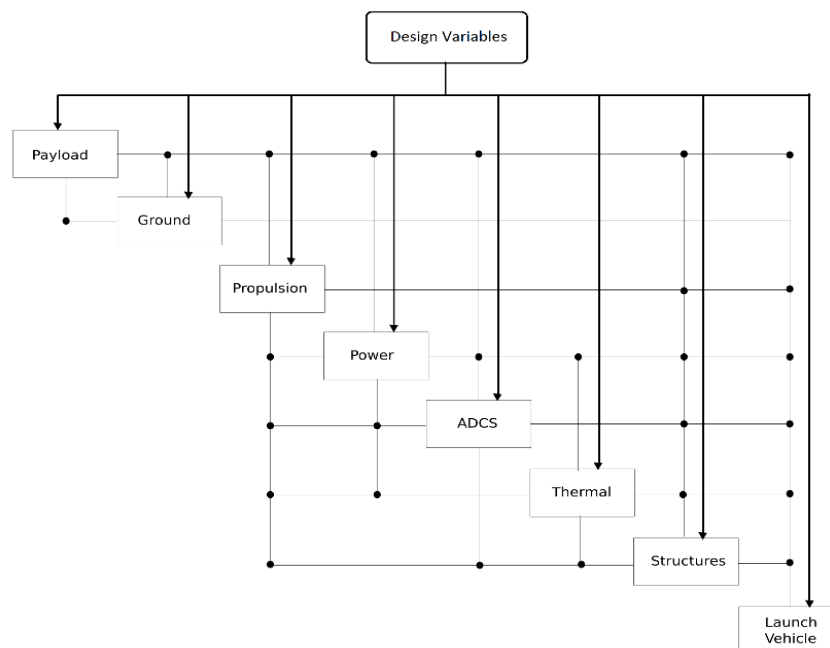 Design Variables
Payload
Ground
Propulsion
Power
ADCS
Thermal
Structures
Launch
Vehicle